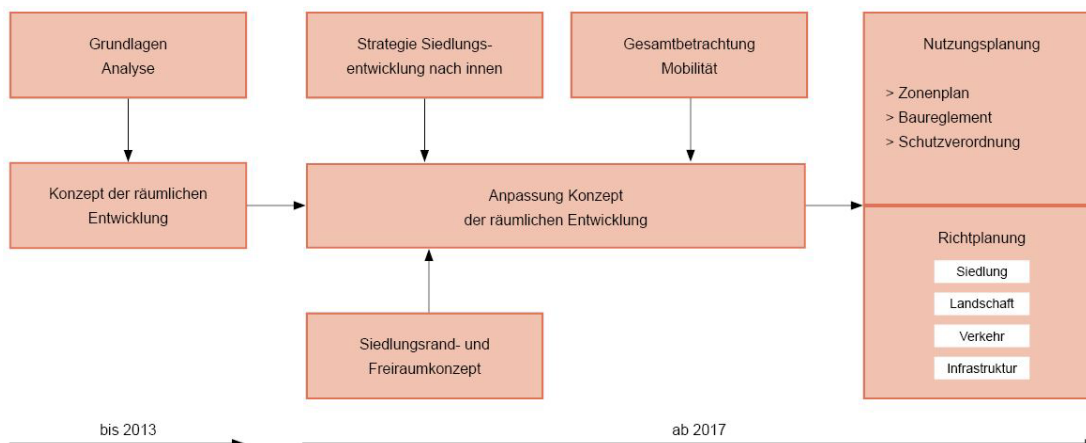 Grundlagen
Analyse
Strategie Siedlungs-
entwicklung nach innen
Gesamtbetrachtung
Mobilität
Nutzungsplanung
> Zonenplan
> Baureglement
> Schutzverordnung
Konzept der räumlichen
Entwicklung
Anpassung Konzept
der räumlichen Entwicklung
Richtplanung
Siedlung
Landschaft
Verkehr
Infrastruktur
Siedlungsrand- und
Freiraumkonzept
bis 2013
ab 2017